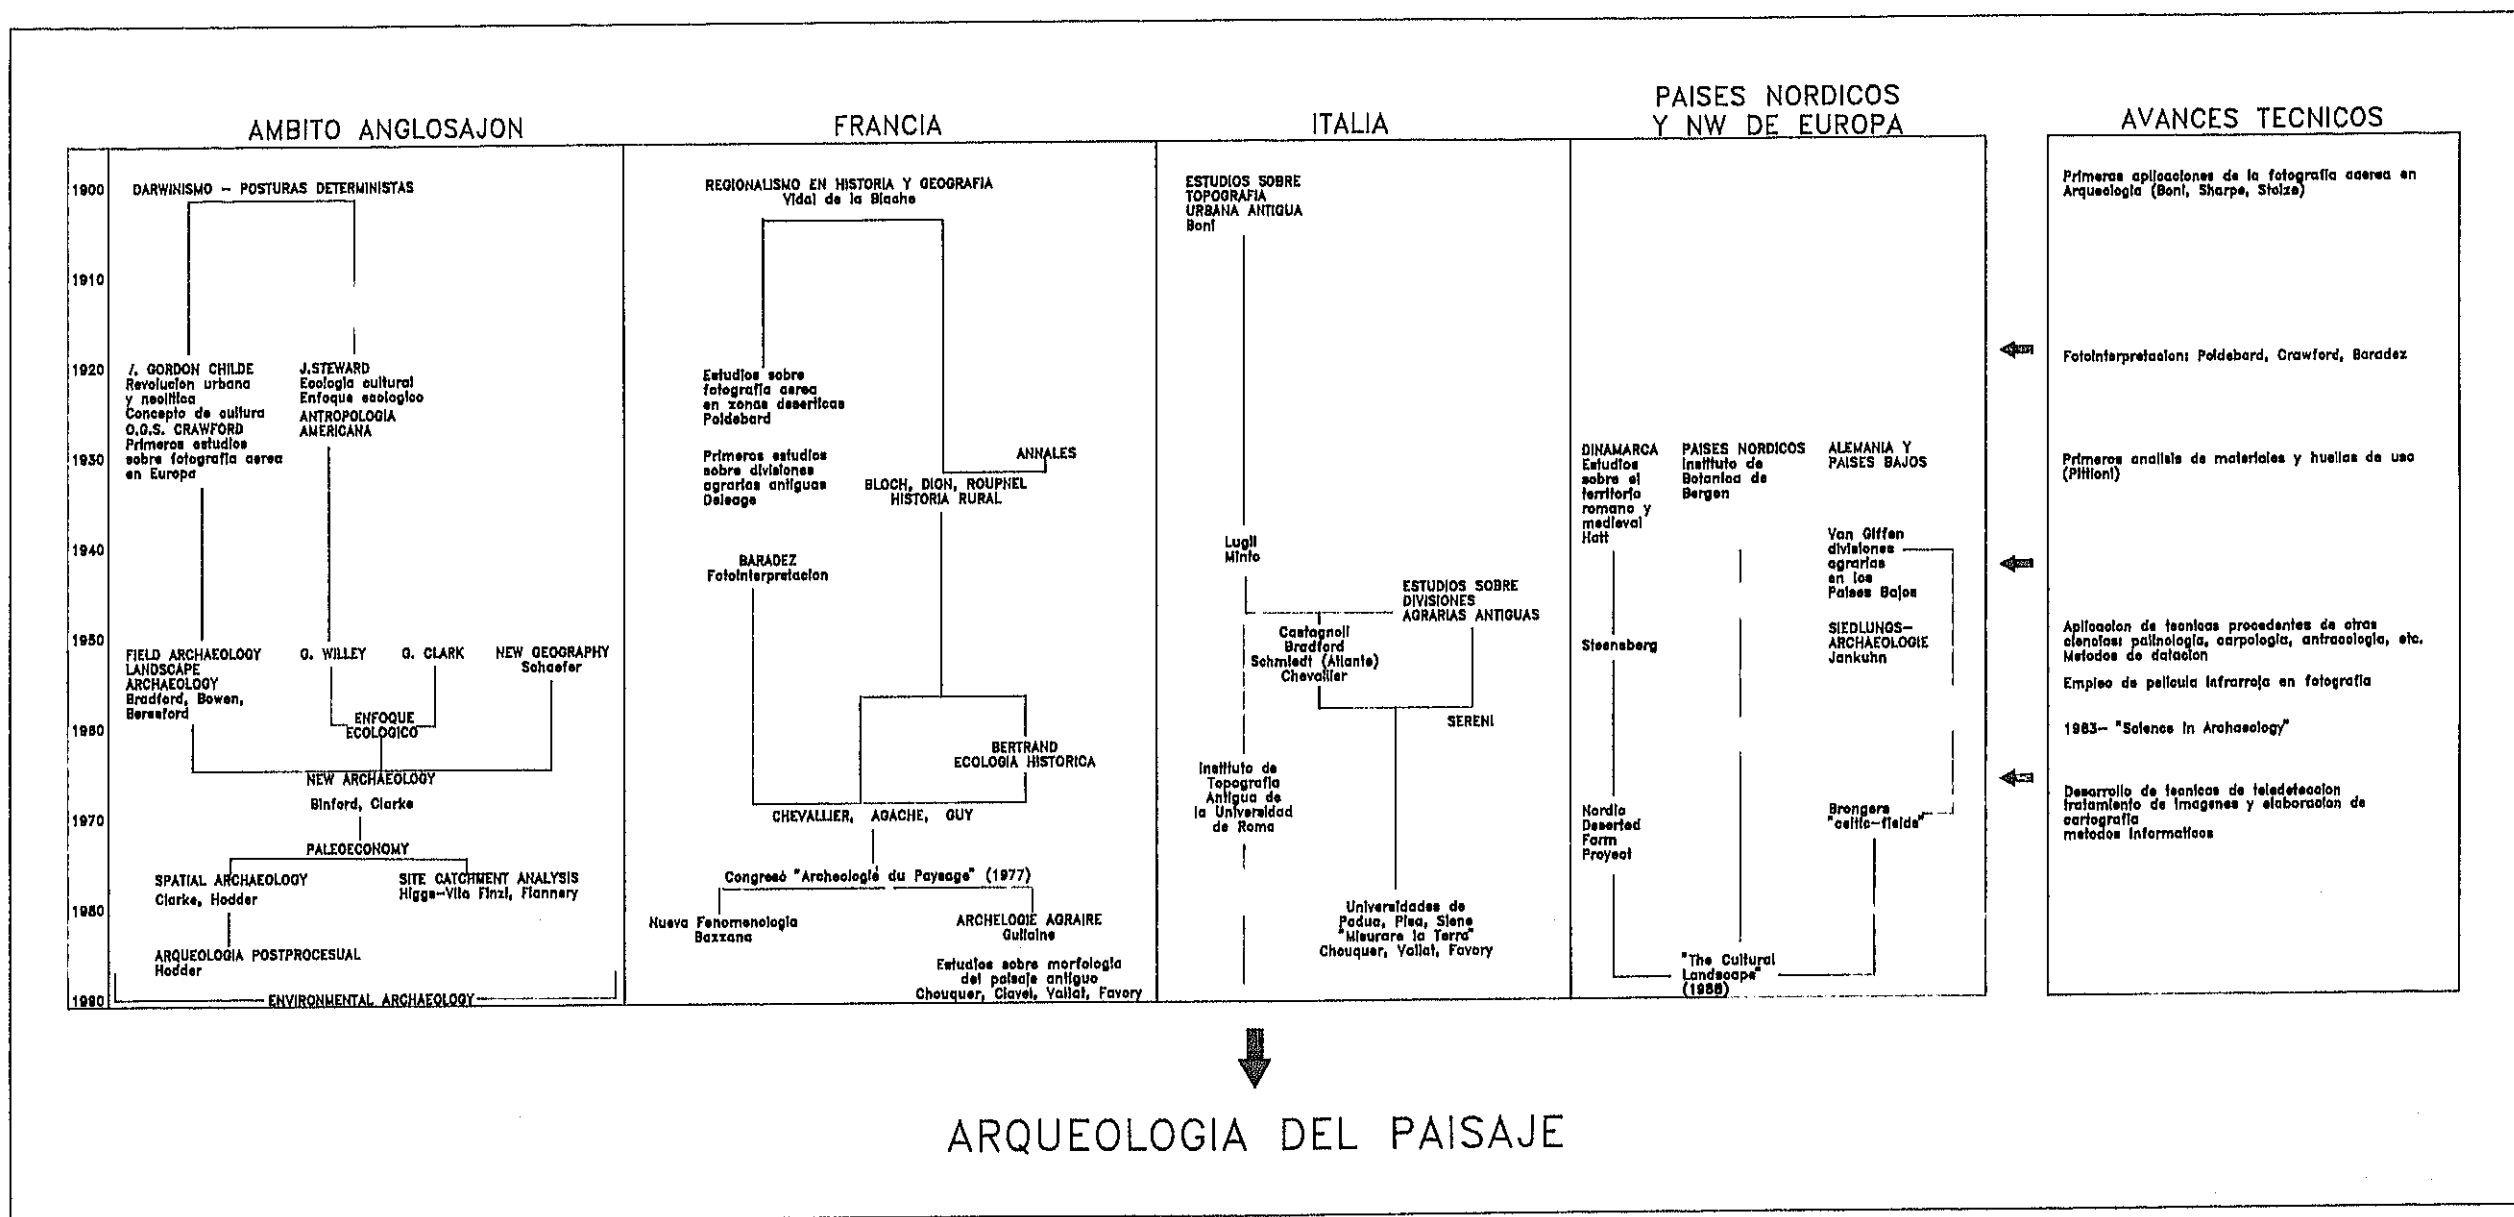 AMBITO ANGLOSAJON
1900
1910
1920
1930
1940
1950
1960
1970
1980
1990
DARWINISMO - POSTURAS DETERMINISTAS
GORDON CHILDE
Revolucion urbana
y neolitica
Concepto de cultura
O.G.S. CRAWFORD
Primeros estudios
sobre fotografia aerea
en Europa
J.STEWARD
Ecologia cultural
Enfoque ecologico
ANTROPOLOGIA
AMERICANA
FIELD ARCHAEOLOGY
LANDSCAPE
ARCHAEOLOGY
Bradford, Bowen,
Beresford
G. WILLEY
G. CLARK
NEW GEOGRAPHY
Schaefer
ENFOQUE
ECOLOGICO
NEW ARCHAEOLOGY
Binford, Clarke
PALEOECONOMY
SPATIAL ARCHAEOLOGY
Clarke, Hodder
SITE CATCHMENT ANALYSIS
Higgs-Vita Finzi, Flannery
ARQUEOLOGIA POSTPROCESUAL
Hodder
ENVIRONMENTAL ARCHAEOLOGY
FRANCIA
REGIONALISMO EN HISTORIA Y GEOGRAFIA
Vidal de la Blache
Estudios sobre
fotografia aerea
en zonas deserticas
Poidebard
Primeros estudios
sobre divisiones
agrarias antiguas
Deleage
ANNALES
BLOCH, DION, ROUPNEL
HISTORIA RURAL
BARADEZ
Fotointerpretacion
BERTRAND
ECOLOGIA HISTORICA
CHEVALLIER, AGACHE, GUY
Congreso "Archeologie du Paysage" (1977)
Nueva Fenomenologia
Bazzana
ARCHELOGIE AGRAIRE
Guilaine
Estudios sobre morfologia
del paisaje antiguo
Chouquer, Clavel, Vallat, Favory
ITALIA
ESTUDIOS SOBRE
TOPOGRAFIA
URBANA ANTIGUA
Boni
Lugli
Minto
ESTUDIOS SOBRE
DIVISIONES
AGRARIAS ANTIGUAS
Castagnoli
Bradford
Schmiedt (Atlante)
Chevallier
SERENI
Instituto de
Topografia
Antigua de
la Universidad
de Roma
Universidades de
Padua, Pisa, Siene
"Misurare la Terra"
Chouquer, Vallat, Favory
PAISES NORDICOS
Y NW DE EUROPA
DINAMARCA
Estudios
sobre el
territorio
romano y
medieval
Hatt
PAISES NORDICOS
Instituto de
Botanica de
Bergen
ALEMANIA Y
PAISES BAJOS
Van Giffen
divisiones
agrarias
en los
Paises Bajos
Steensberg
SIEDLUNGS-
ARCHAEOLOGIE
Jankuhn
Nordic
Deserted
Farm
Proyect
Brongers
"celtic-fields"
"The Cultural
Landscape"
(1988)
AVANCES TECNICOS
Primeras aplicaciones de la fotografia aaerea en
Arqueologia (Boni, Sharpe, Stolze)
Fotointerpretacion: Poidebard, Crawford, Baradez
Primeros analisis de materiales y huellas de uso
(Pittioni)
Aplicacion de tecnicas procedentes de otras
ciencias: palinologia, carpologia, antracologia, etc.
Metodos de datacion
Empleo de pelicula infrarroja en fotografia
1963- "Science in Archaeology"
Desarrollo de tecnicas de teledeteccion
tratamiento de imagenes y elaboracion de
cartografia
metodos informaticos
ARQUEOLOGIA DEL PAISAJE